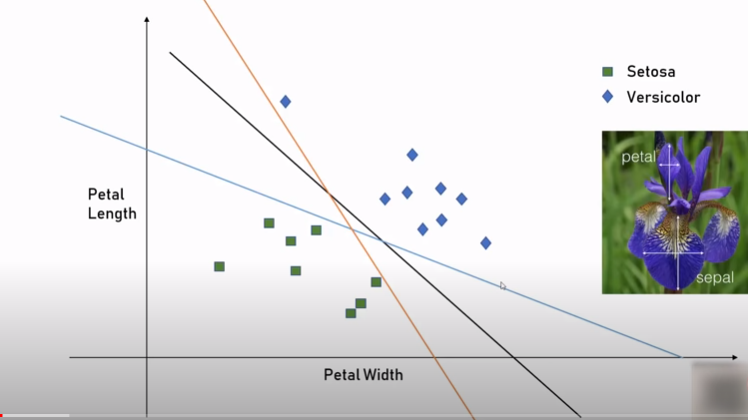 Setosa
Versicolor
petal
Petal
Length
sepal
Petal Width